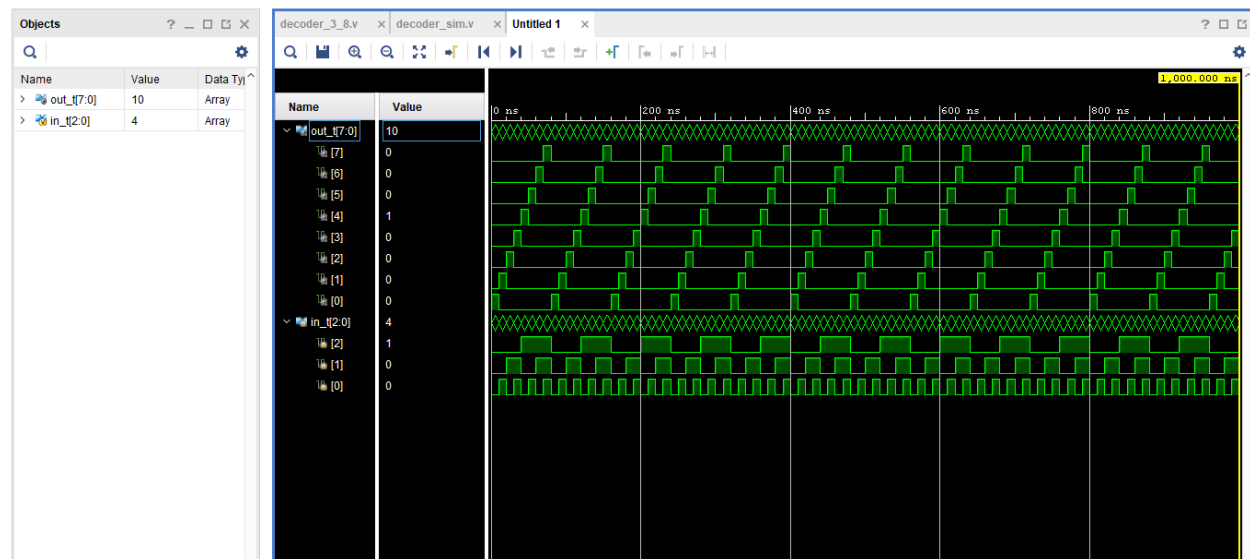 Objects ? _
Name Value Data Ty
> out_t[7:0] 10 Array
> in_t[2:0] 4 Array
decoder_3_8.v × decoder_sim.v × Untitled 1 × ?
1,000.000 ns
Name Value
0 ns 200 ns 400 ns 600 ns 800 ns
out_t[7:0] 10
[7] 0
[6] 0
[5] 0
[4] 1
[3] 0
[2] 0
[1] 0
[0] 0
in_t[2:0] 4
[2] 1
[1] 0
[0] 0